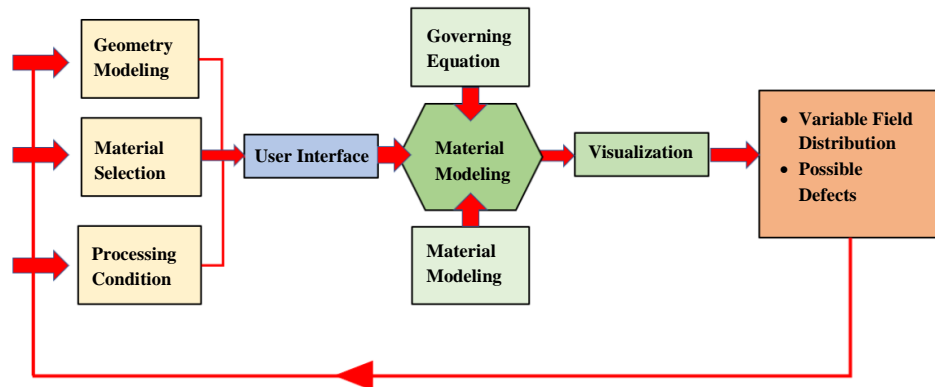 Geometry
Modeling
Material
Selection
Processing
Condition
User Interface
Governing
Equation
Material
Modeling
Material
Modeling
Visualization
• Variable Field
Distribution
• Possible
Defects